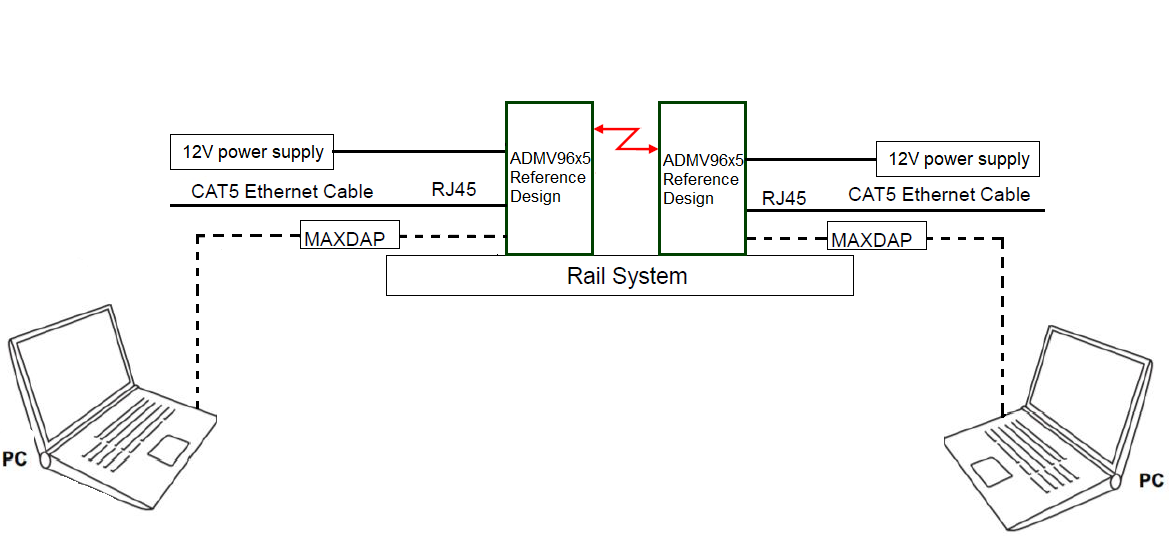 12V power supply
CAT5 Ethernet Cable
RJ45
MAXDAP
ADMV96x5
Reference
Design
ADMV96x5
Reference
Design
12V power supply
RJ45
CAT5 Ethernet Cable
MAXDAP
Rail System
PC
PC